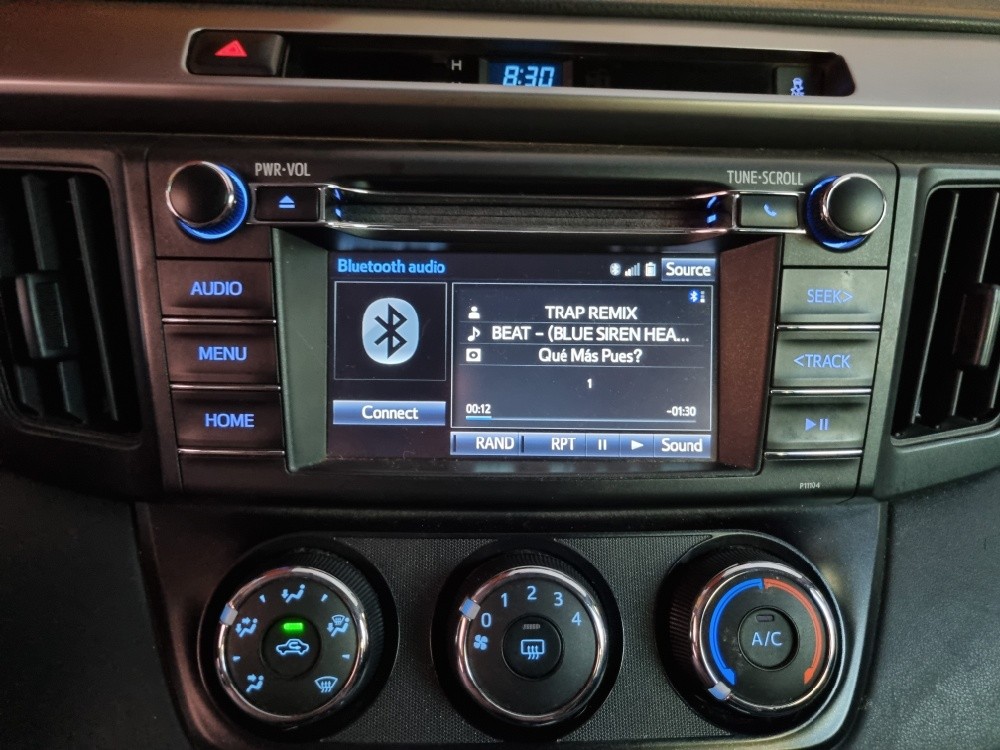 H
8:30
PWR·VOL
TUNE·SCROLL
AUDIO
MENU
HOME
Bluetooth audio
Source
TRAP REMIX
BEAT - (BLUE SIREN HEA...
Qué Más Pues?
1
00:12
-01:30
Connect
RAND
RPT
Sound
SEEK>
<TRACK
P11104
0 1 2 3 4
A/C